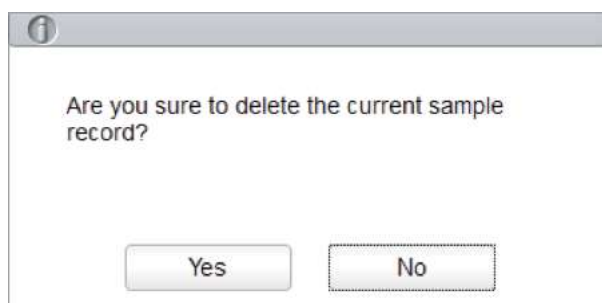 Are you sure to delete the current sample
record?
Yes No